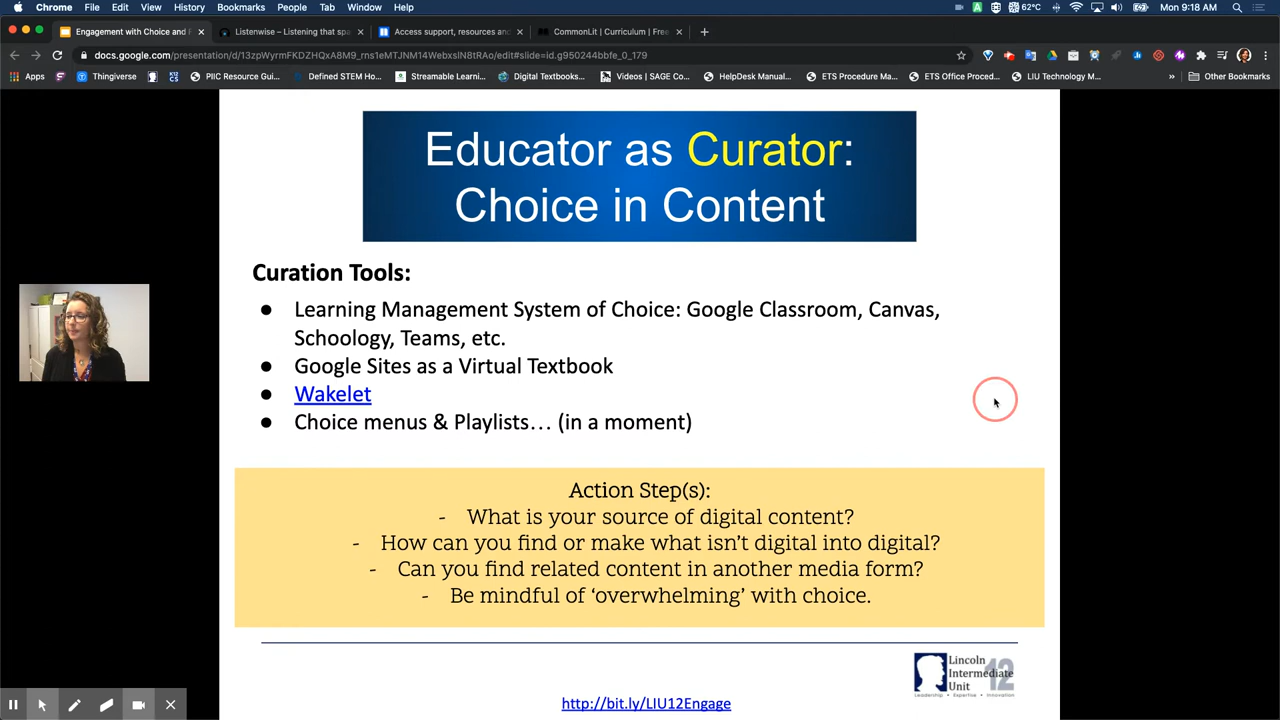 Chrome File Edit View History Bookmarks People Tab Window Help 62°C Mon 9:18 AM
Engagement with Choice and Listenwise – Listening that Access support, resources and CommonLit | Curriculum | Free
docs.google.com/presentation/d/13zpWyrmFKDZHQxA8M9_rns1eMTJNM14WebxslN8tRAo/edit#slide=id.g950244bbfe_0_179
Apps Thingiverse PIIC Resource Gui... Defined STEM Ho... Streamable Learni... Digital Textbooks... Videos | SAGE Co... HelpDesk Manual... ETS Procedure Ma... ETS Office Proced... LIU Technology M... » Other Bookmarks
Educator as Curator:
Choice in Content
Curation Tools:
● Learning Management System of Choice: Google Classroom, Canvas,
Schoology, Teams, etc.
● Google Sites as a Virtual Textbook
● Wakelet
● Choice menus & Playlists… (in a moment)
Action Step(s):
- What is your source of digital content?
- How can you find or make what isn't digital into digital?
- Can you find related content in another media form?
- Be mindful of 'overwhelming' with choice.
Lincoln
Intermediate
Unit 12
Leadership • Expertise • Innovation
http://bit.ly/LIU12Engage